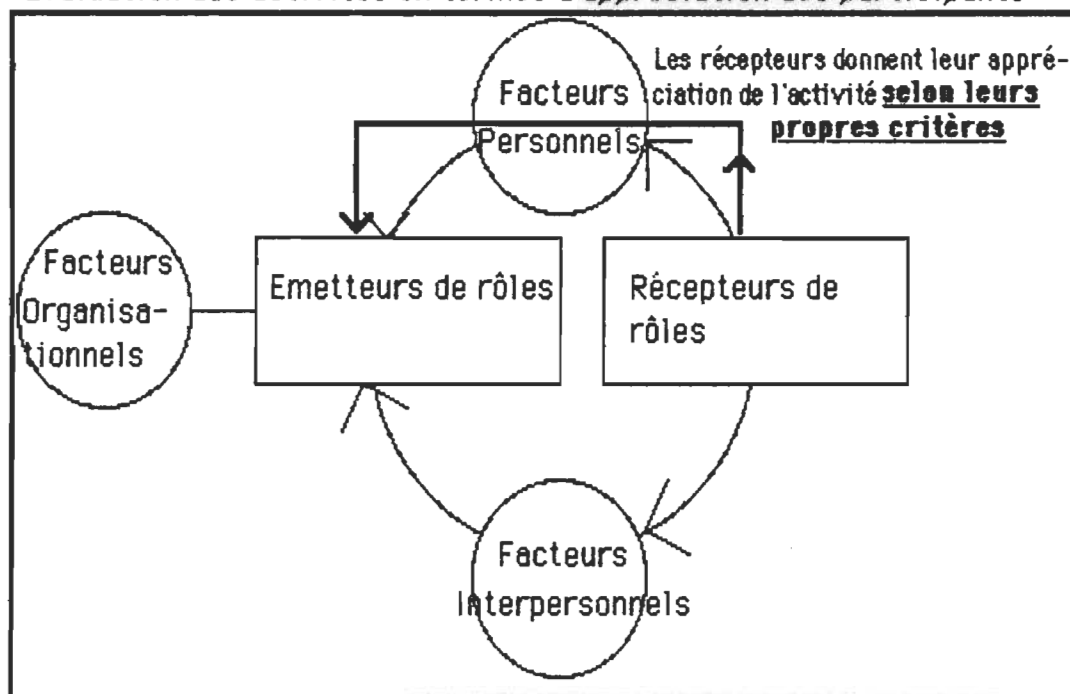 Les récepteurs donnent leur appré-
ciation de l'activité selon leurs
propres critères
Facteurs
Personnels
Facteurs
Organisa-
tionnels
Emetteurs de rôles
Récepteurs de
rôles
Facteurs
Interpersonnels